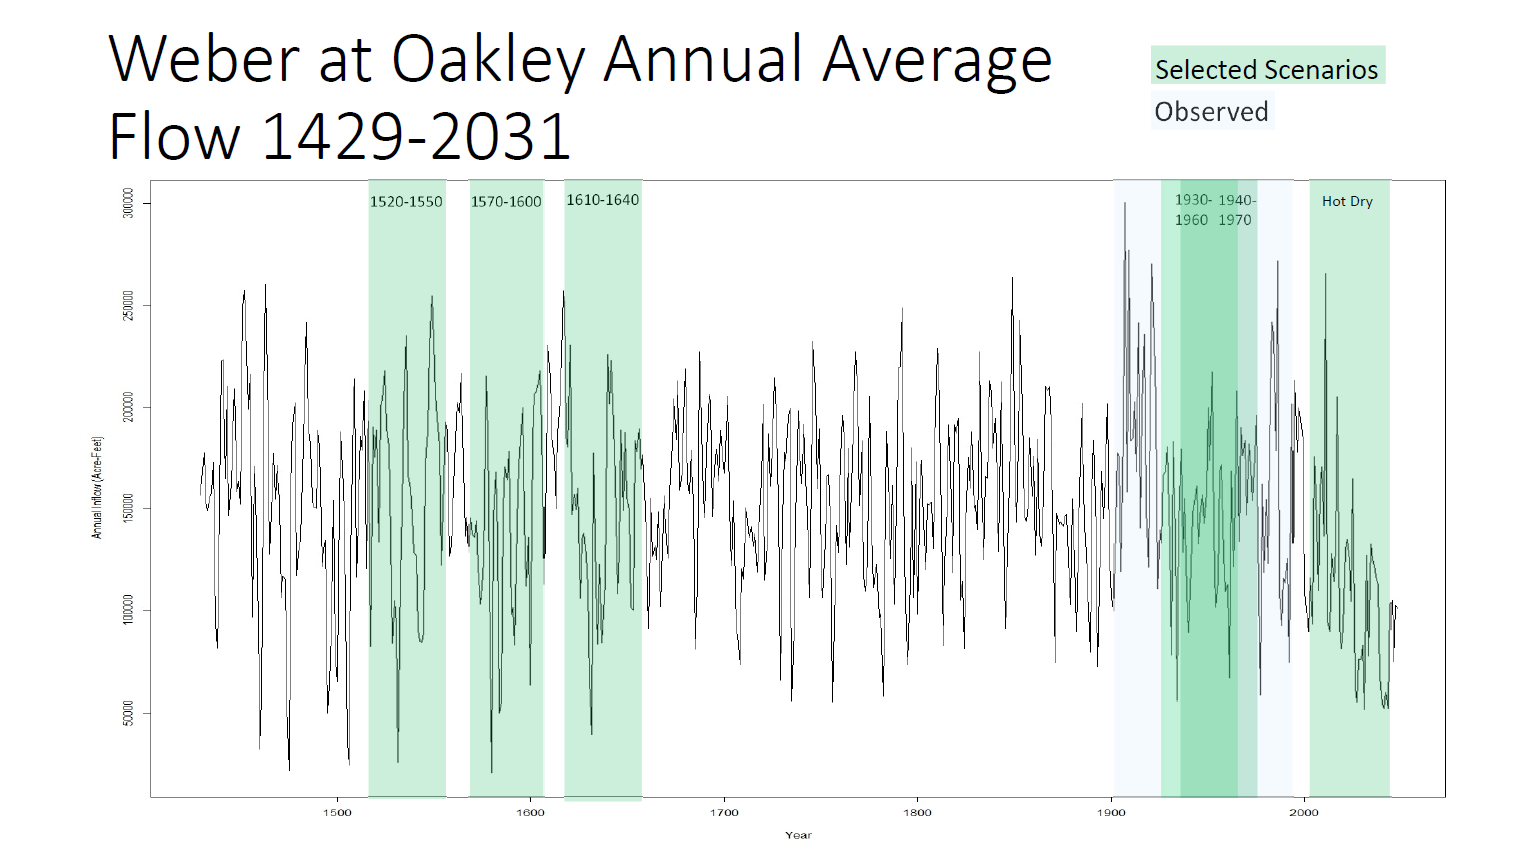 Weber at Oakley Annual Average
Flow 1429-2031
Selected Scenarios
Observed
300000
250000
200000
150000
100000
50000
Annual Inflow (Acre-Feet)
1520-1550
1570-1600
1610-1640
1930- 1940-
1960 1970
Hot Dry
1500
1600
1700
1800
1900
2000
Year